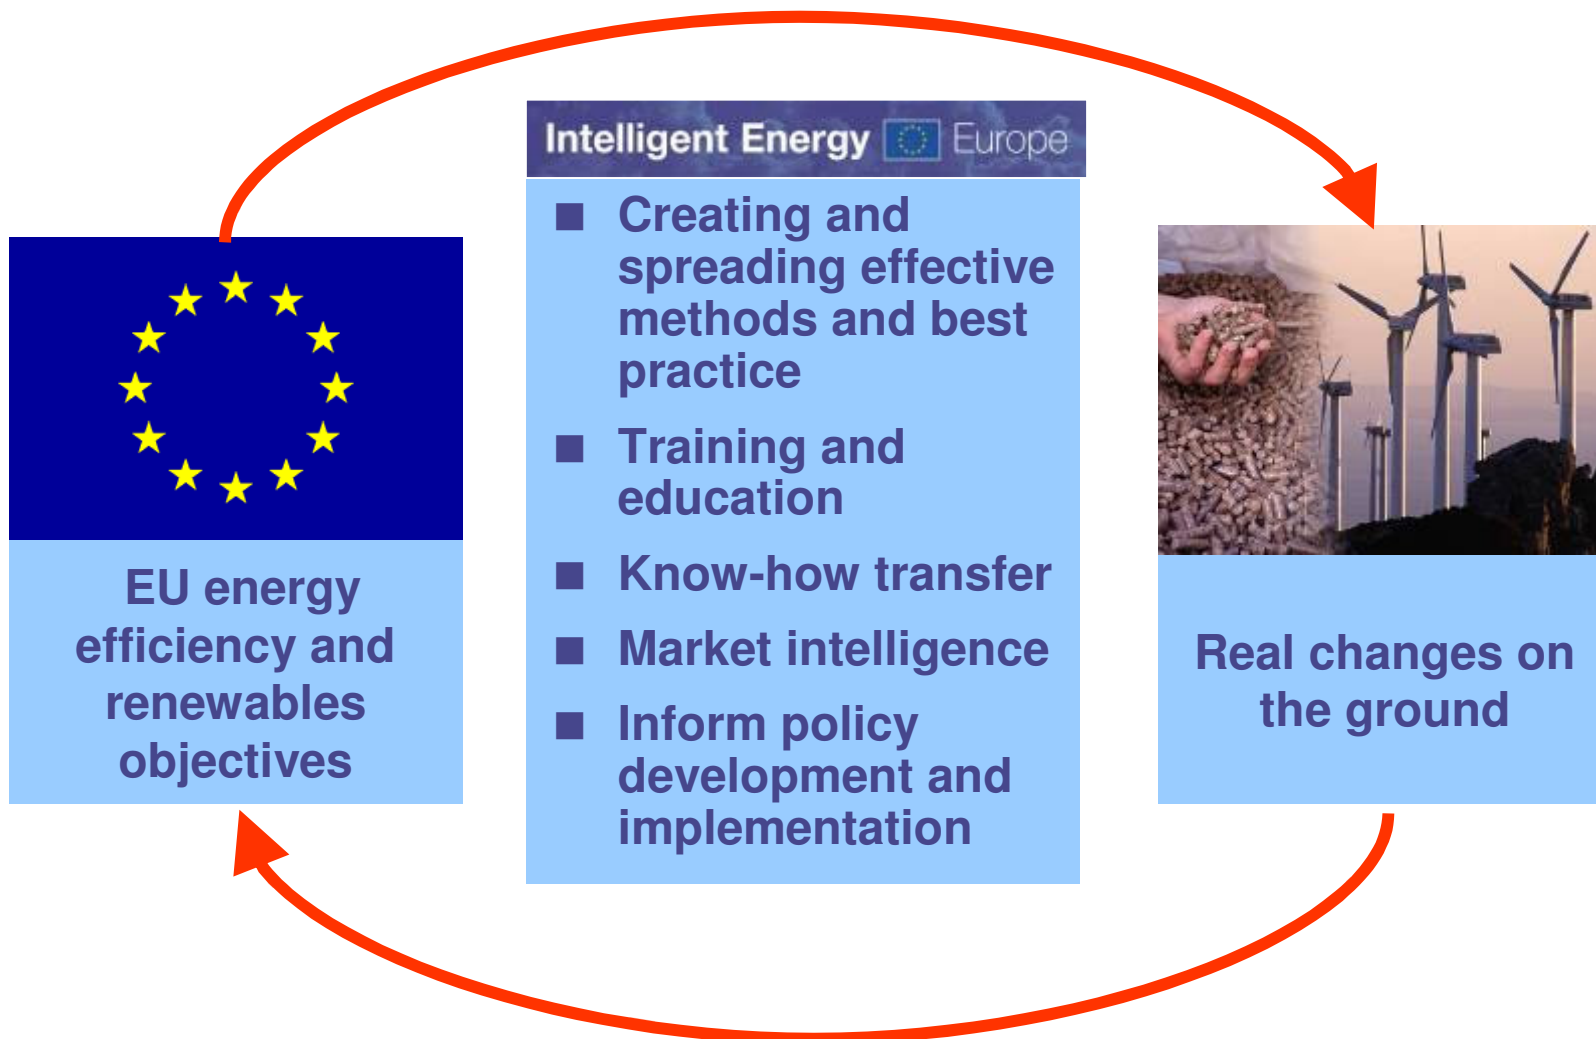 Intelligent Energy Europe
■ Creating and
spreading effective
methods and best
practice
■ Training and
education
■ Know-how transfer
■ Market intelligence
■ Inform policy
development and
implementation
EU energy
efficiency and
renewables
objectives
Real changes on
the ground